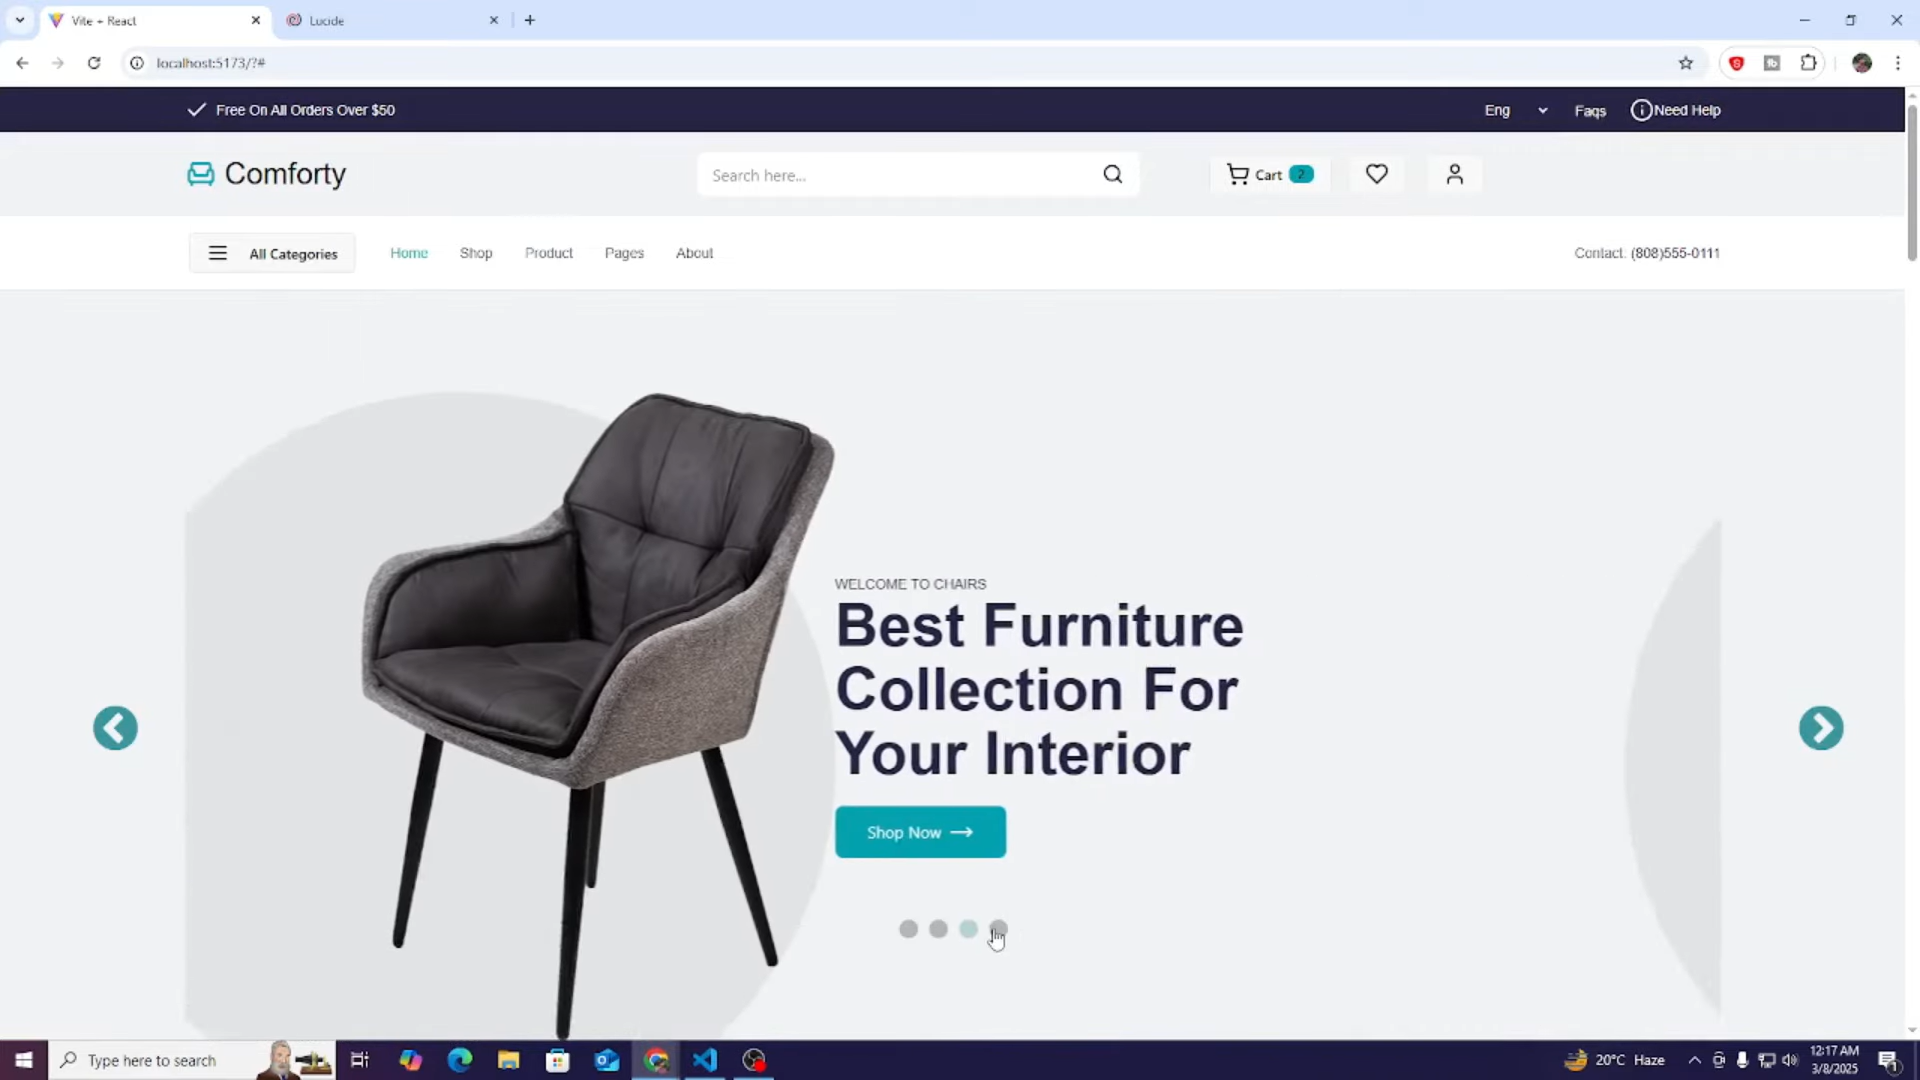 Vite + React
Lucide
localhost:5173/?#
Free On All Orders Over $50
Eng
Faqs
Need Help
Comforty
Search here...
Cart 2
All Categories
Home
Shop
Product
Pages
About
Contact: (808)555-0111
WELCOME TO CHAIRS
Best Furniture
Collection For
Your Interior
Shop Now
Type here to search
20°C Haze
12:17 AM
3/8/2025
1